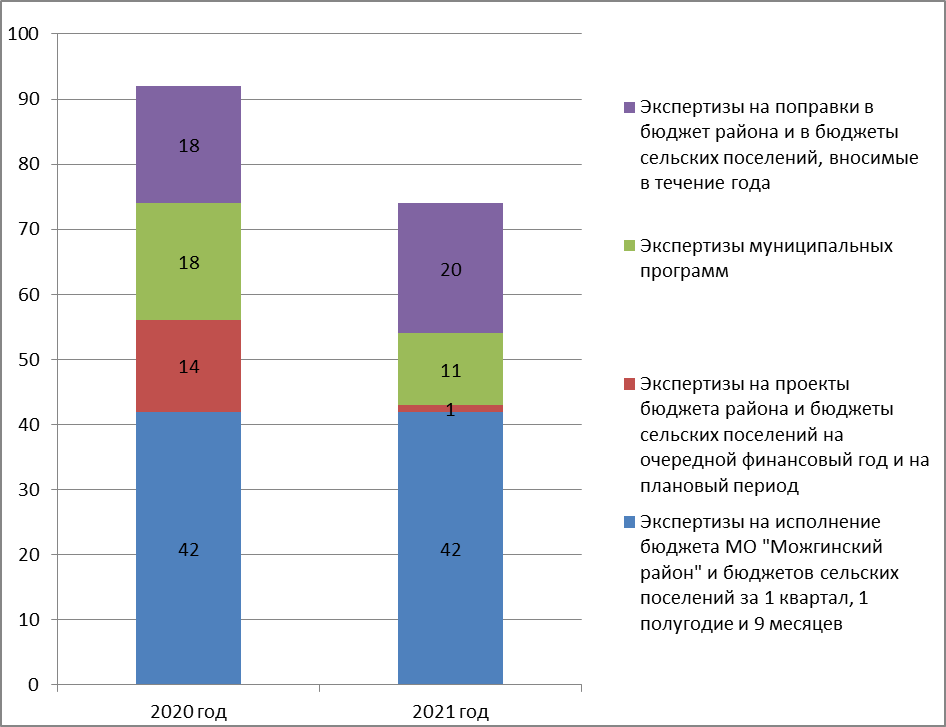 100
90
80
70
60
50
40
30
20
10
0
18
18
14
42
20
11
1
42
2020 год
2021 год
Экспертизы на поправки в
бюджет района и в бюджеты
сельских поселений, вносимые
в течение года
Экспертизы муниципальных
программ
Экспертизы на проекты
бюджета района и бюджеты
сельских поселений на
очередной финансовый год и на
плановый период
Экспертизы на исполнение
бюджета МО "Можгинский
район" и бюджетов сельских
поселений за 1 квартал, 1
полугодие и 9 месяцев